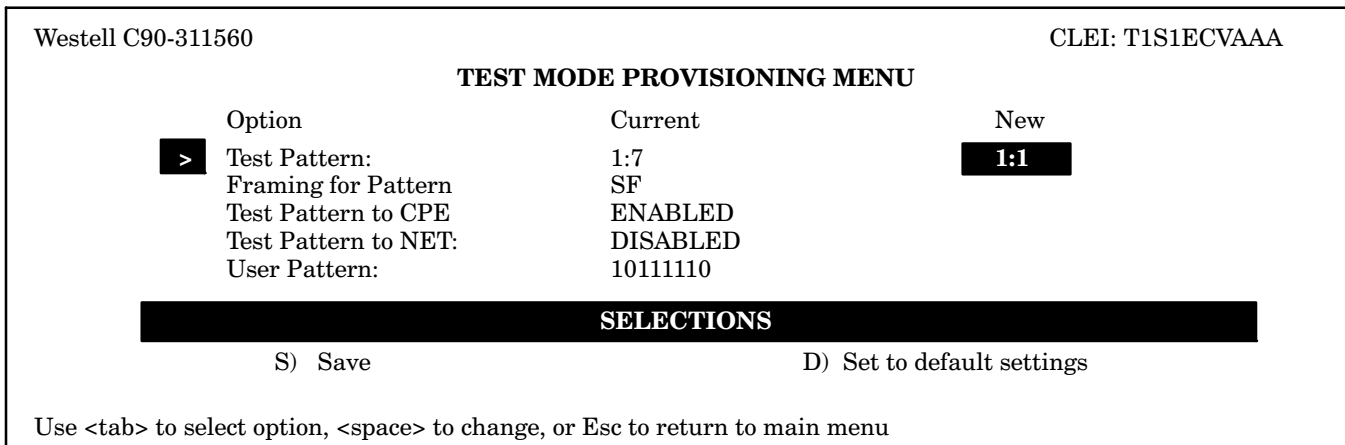 Westell C90-311560 CLEI: T1S1ECVAAA
TEST MODE PROVISIONING MENU
Option Current New
> Test Pattern: 1:7 1:1
Framing for Pattern SF
Test Pattern to CPE ENABLED
Test Pattern to NET: DISABLED
User Pattern: 10111110
SELECTIONS
S) Save D) Set to default settings
Use <tab> to select option, <space> to change, or Esc to return to main menu